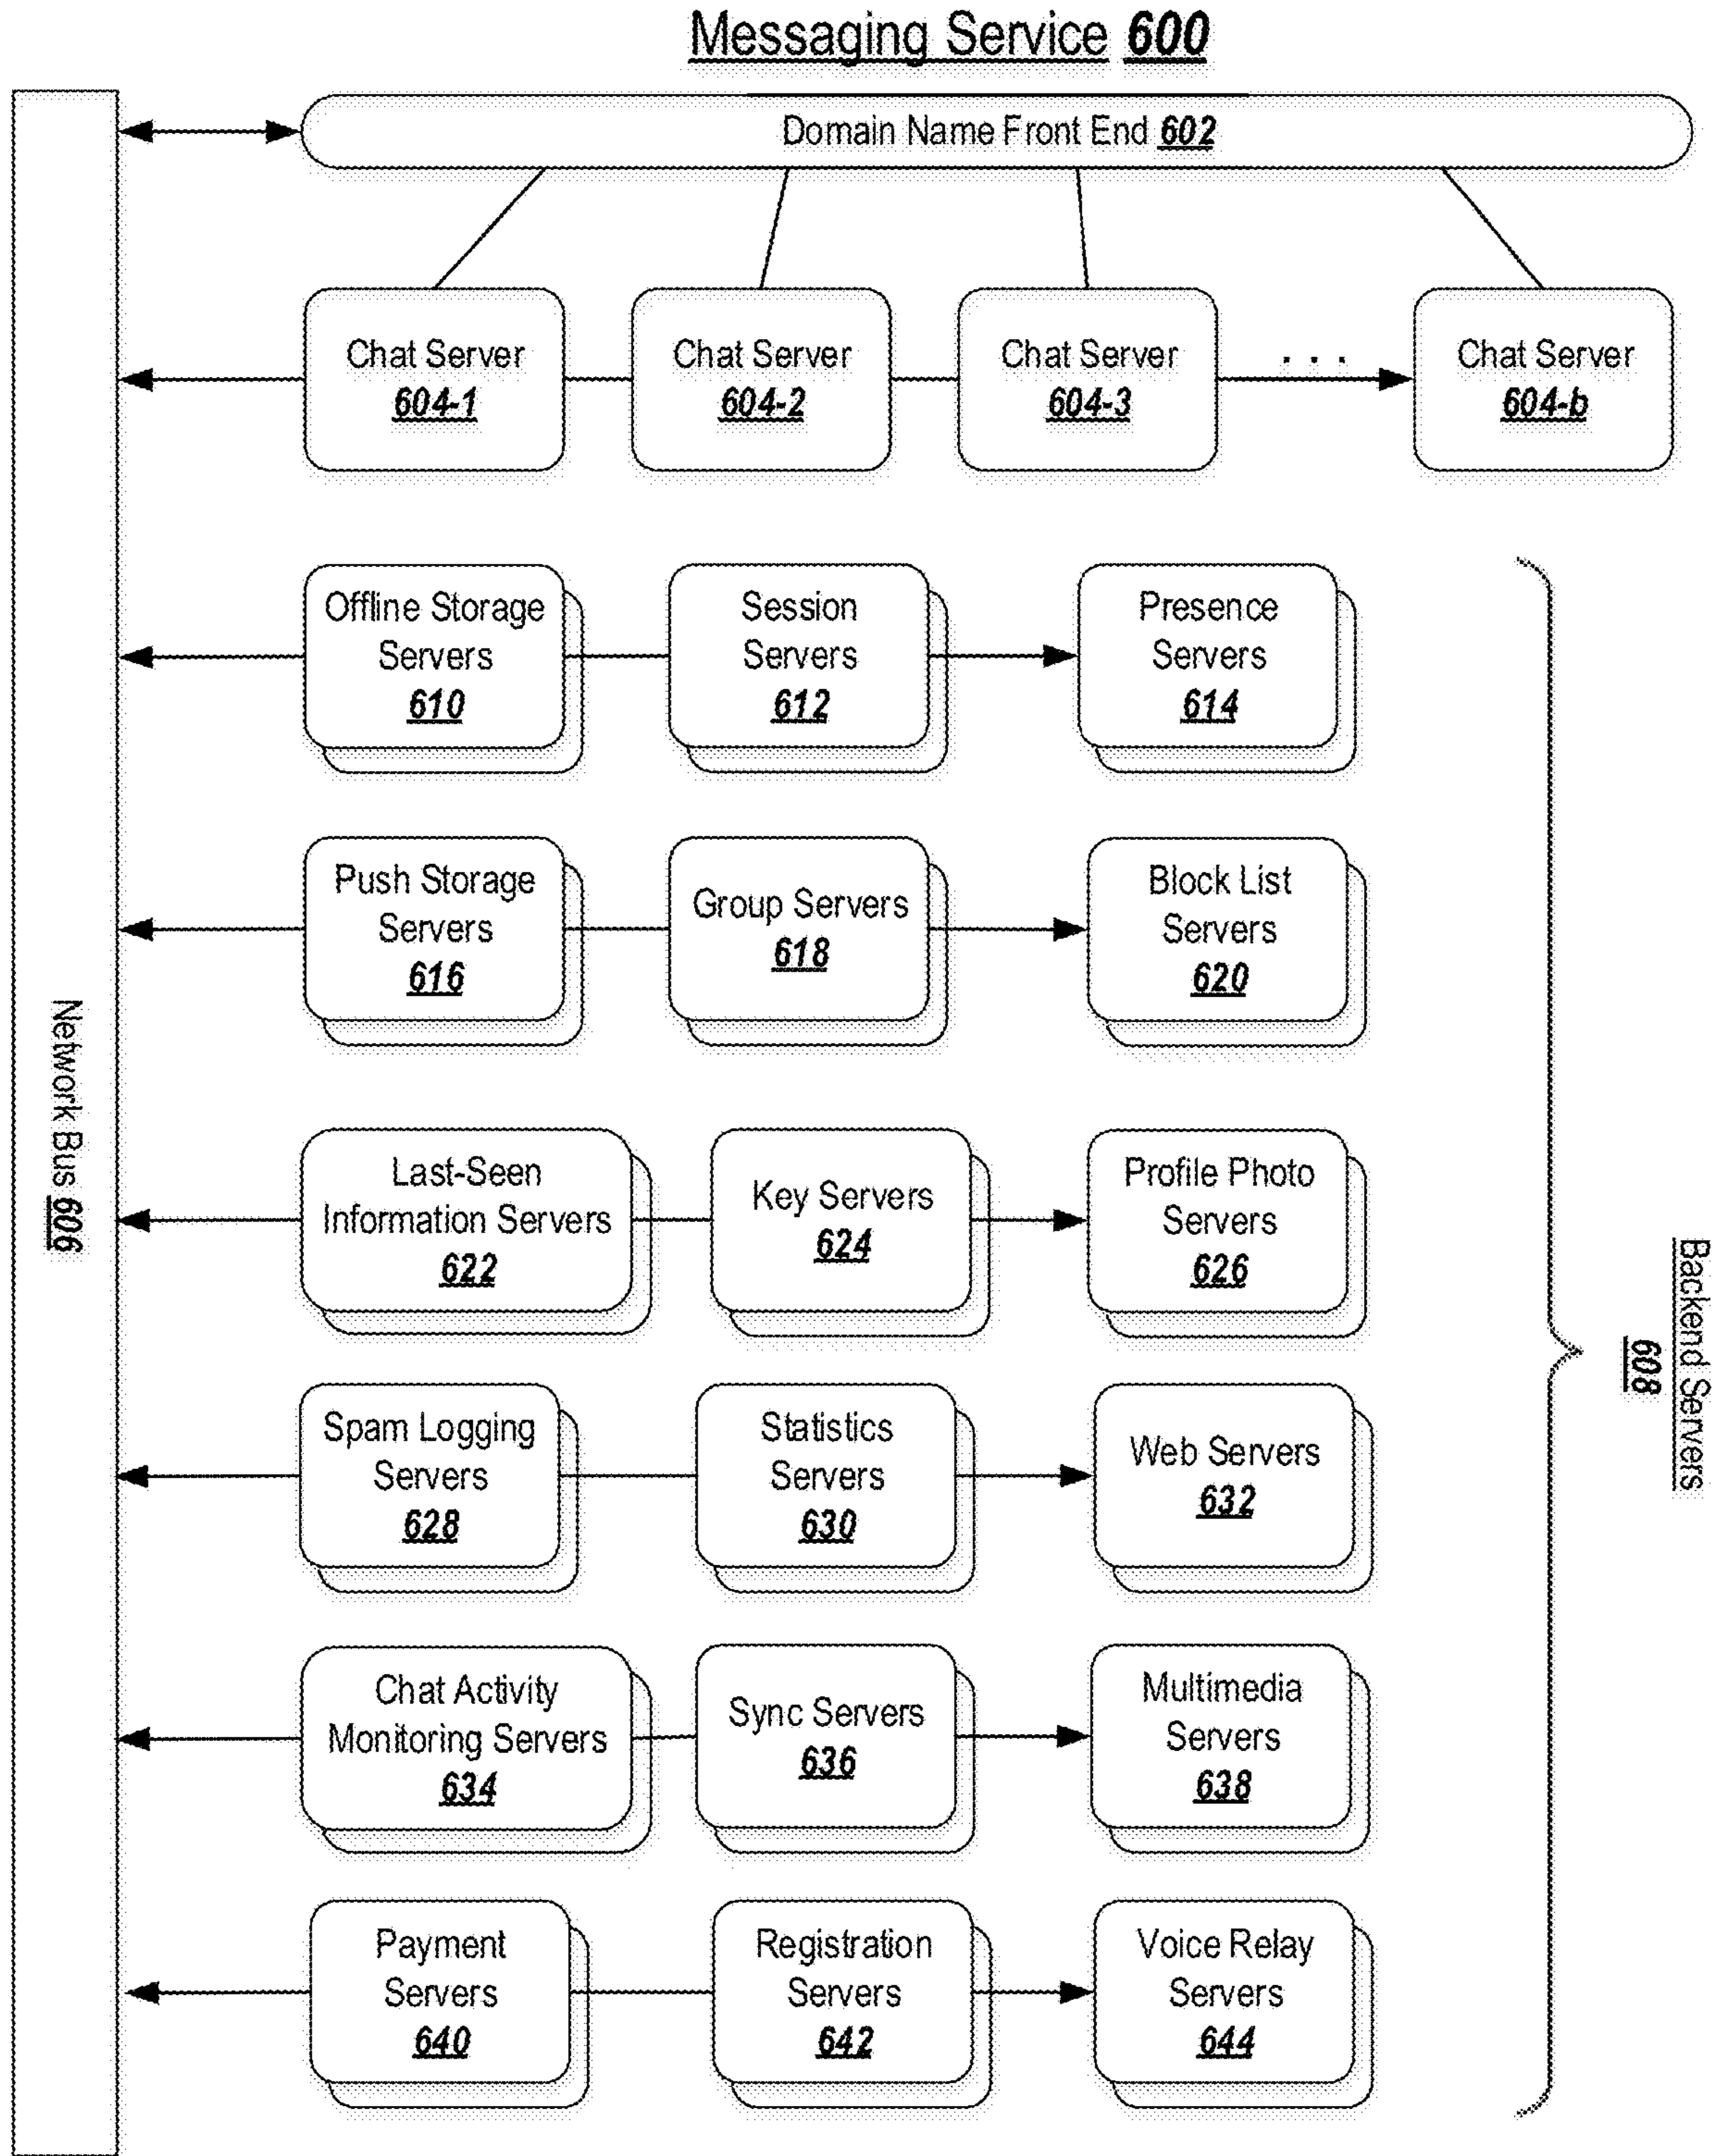 Messaging Service 600
Domain Name Front End 602
Chat Server
604-1
Chat Server
604-2
Chat Server
604-3
. . .
Chat Server
604-b
Offline Storage
Servers
610
Session
Servers
612
Presence
Servers
614
Push Storage
Servers
616
Group Servers
618
Block List
Servers
620
Network Bus 606
Last-Seen
Information Servers
622
Key Servers
624
Profile Photo
Servers
626
Backend Servers
608
Spam Logging
Servers
628
Statistics
Servers
630
Web Servers
632
Chat Activity
Monitoring Servers
634
Sync Servers
636
Multimedia
Servers
638
Payment
Servers
640
Registration
Servers
642
Voice Relay
Servers
644